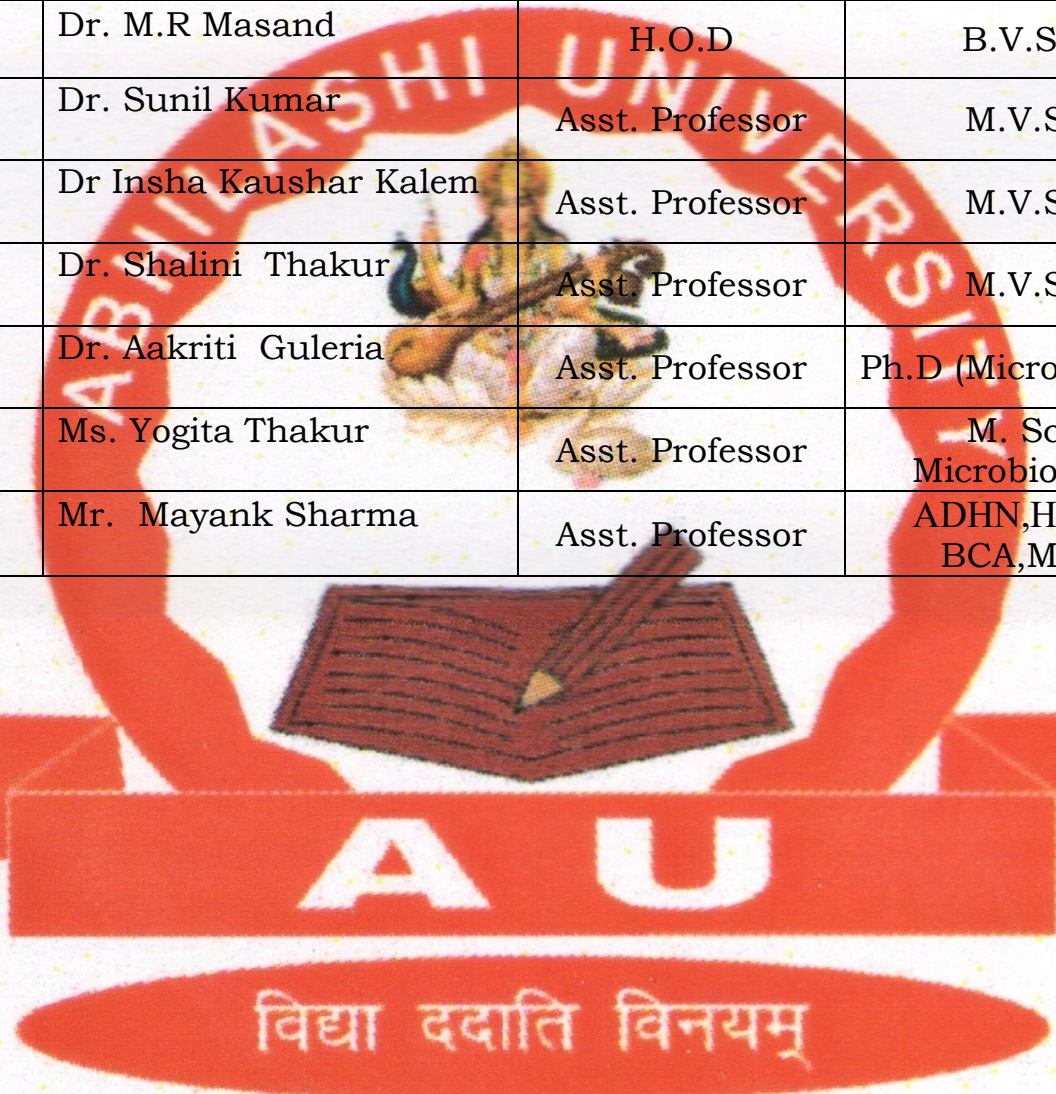 ABHILASHI UNIVERSITY
Dr. M.R Masand H.O.D B.V.S
Dr. Sunil Kumar Asst. Professor M.V.S
Dr Insha Kaushar Kalem Asst. Professor M.V.S
Dr. Shalini Thakur Asst. Professor M.V.S
Dr. Aakriti Guleria Asst. Professor Ph.D (Micro
Ms. Yogita Thakur Asst. Professor M. Sc
Microbio
Mr. Mayank Sharma Asst. Professor ADHN,H
BCA,M
A U
विद्या ददाति विनयम्